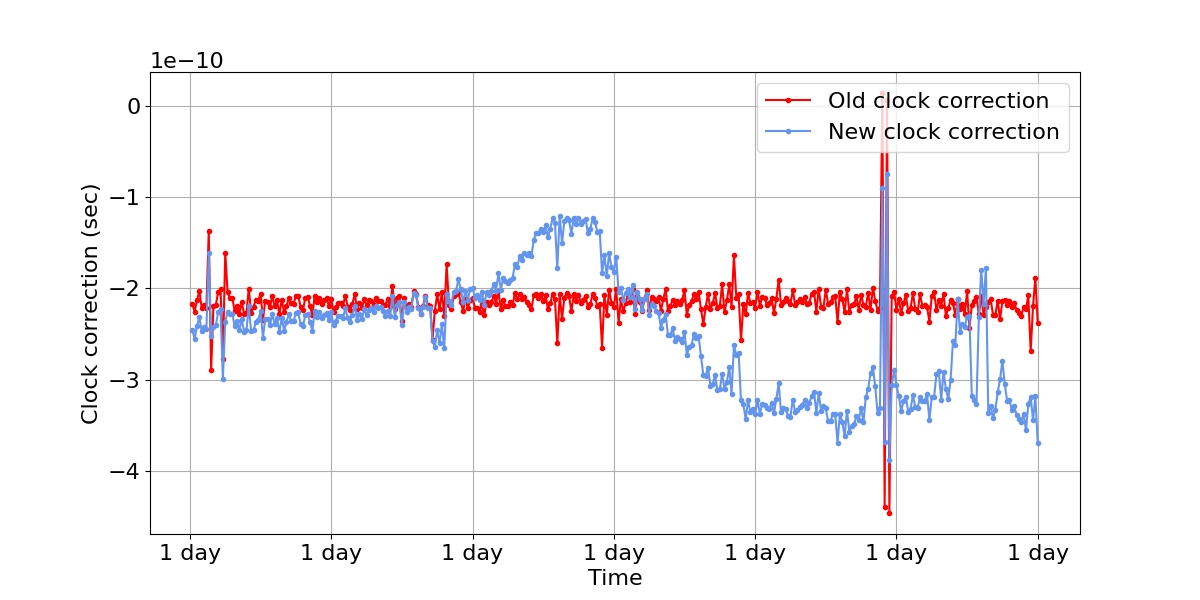 1e−10
Old clock correction
New clock correction
0
−1
−2
−3
−4
Clock correction (sec)
1 day 1 day 1 day 1 day 1 day 1 day 1 day
Time